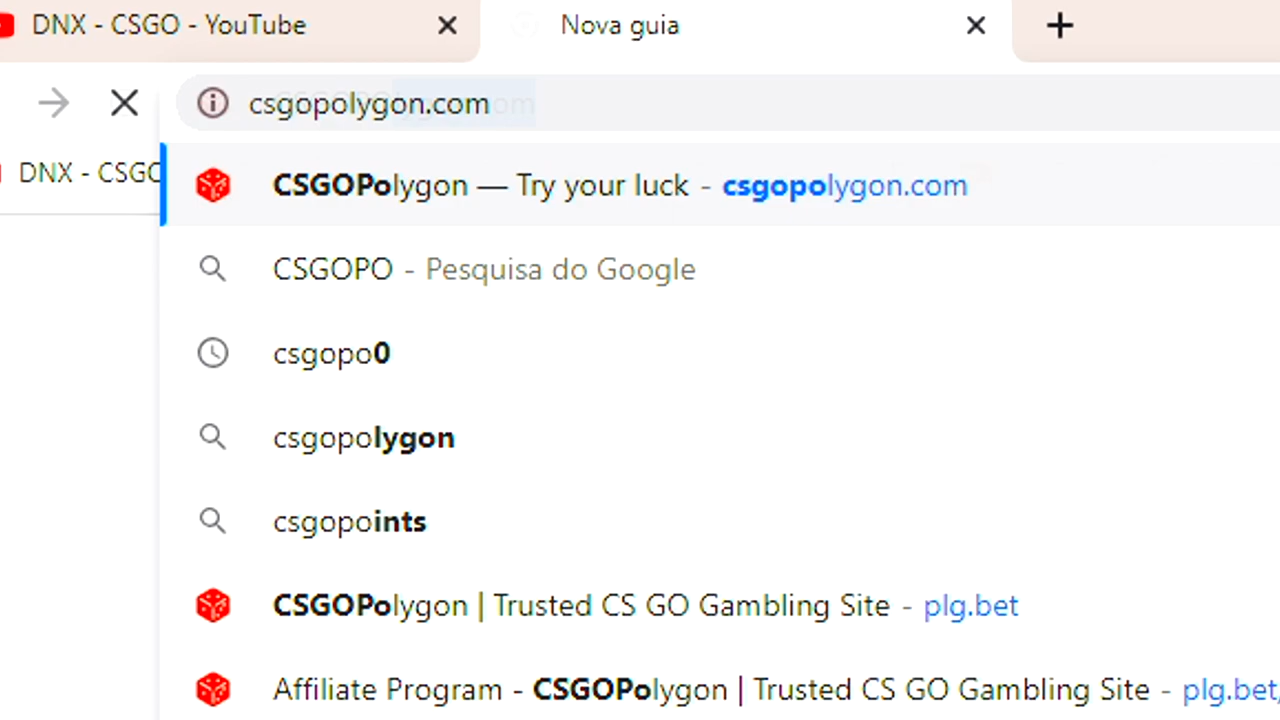 DNX - CSGO - YouTube
Nova guia
csgopolygon.com
DNX - CSGO
CSGOPolygon — Try your luck - csgopolygon.com
CSGOPO - Pesquisa do Google
csgopo0
csgopolygon
csgopoints
CSGOPolygon | Trusted CS GO Gambling Site - plg.bet
Affiliate Program - CSGOPolygon | Trusted CS GO Gambling Site - plg.bet/